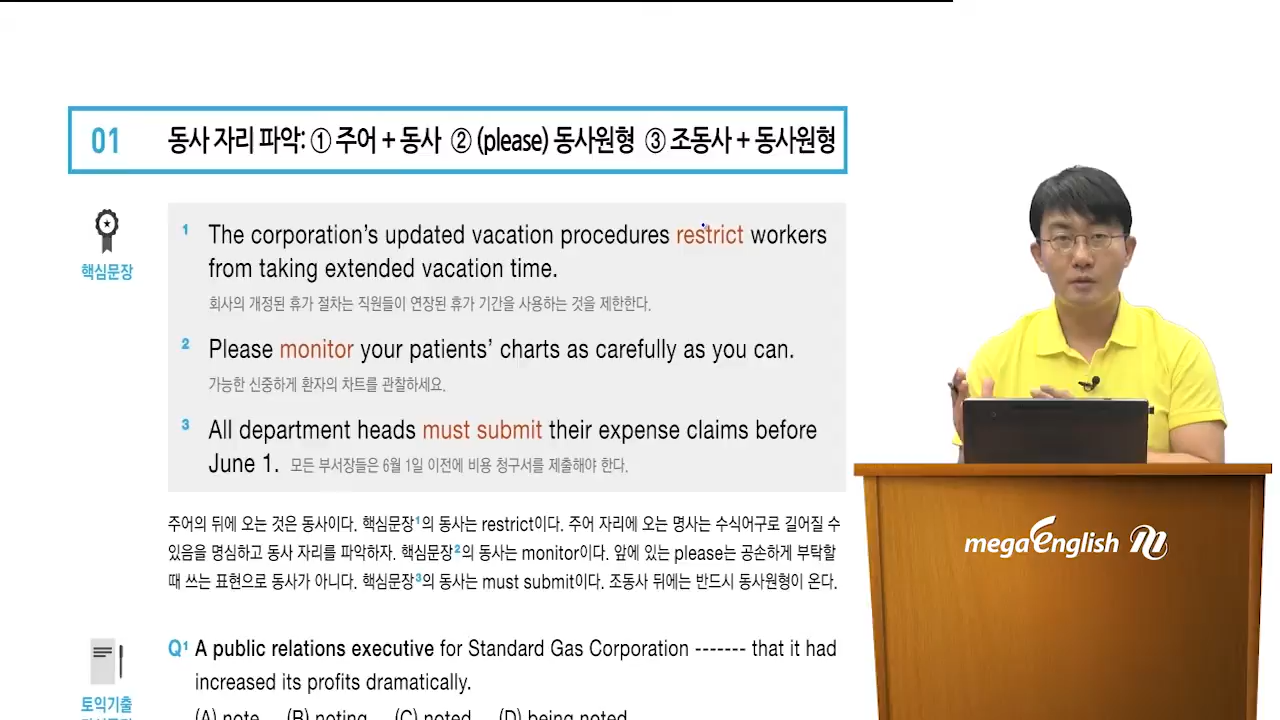 01 동사 자리 파악: ① 주어 + 동사 ② (please) 동사원형 ③ 조동사 + 동사원형
핵심문장
1 The corporation's updated vacation procedures restrict workers
from taking extended vacation time.
회사의 개정된 휴가 절차는 직원들이 연장된 휴가 기간을 사용하는 것을 제한한다.
2 Please monitor your patients' charts as carefully as you can.
가능한 신중하게 환자의 차트를 관찰하세요.
3 All department heads must submit their expense claims before
June 1. 모든 부서장들은 6월 1일 이전에 비용 청구서를 제출해야 한다.
주어의 뒤에 오는 것은 동사이다. 핵심문장1의 동사는 restrict이다. 주어 자리에 오는 명사는 수식어구로 길어질 수
있음을 명심하고 동사 자리를 파악하자. 핵심문장2의 동사는 monitor이다. 앞에 있는 please는 공손하게 부탁할
때 쓰는 표현으로 동사가 아니다. 핵심문장3의 동사는 must submit이다. 조동사 뒤에는 반드시 동사원형이 온다.
토익기출
Q1 A public relations executive for Standard Gas Corporation ------- that it had
increased its profits dramatically.
(A) note (B) noting (C) noted (D) being noted
megaEnglish